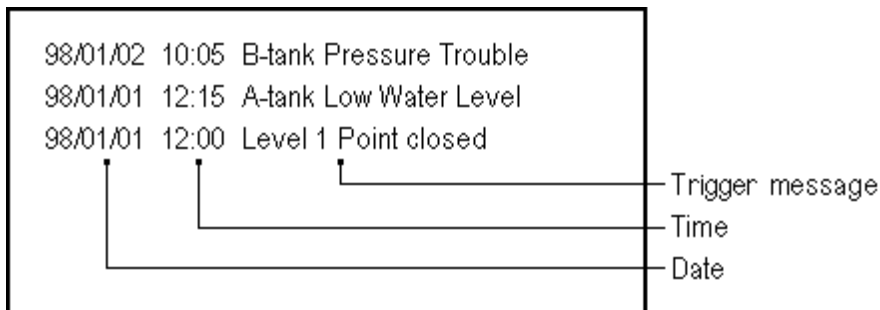 98/01/02 10:05 B-tank Pressure Trouble
98/01/01 12:15 A-tank Low Water Level
98/01/01 12:00 Level 1 Point closed
Trigger message
Time
Date